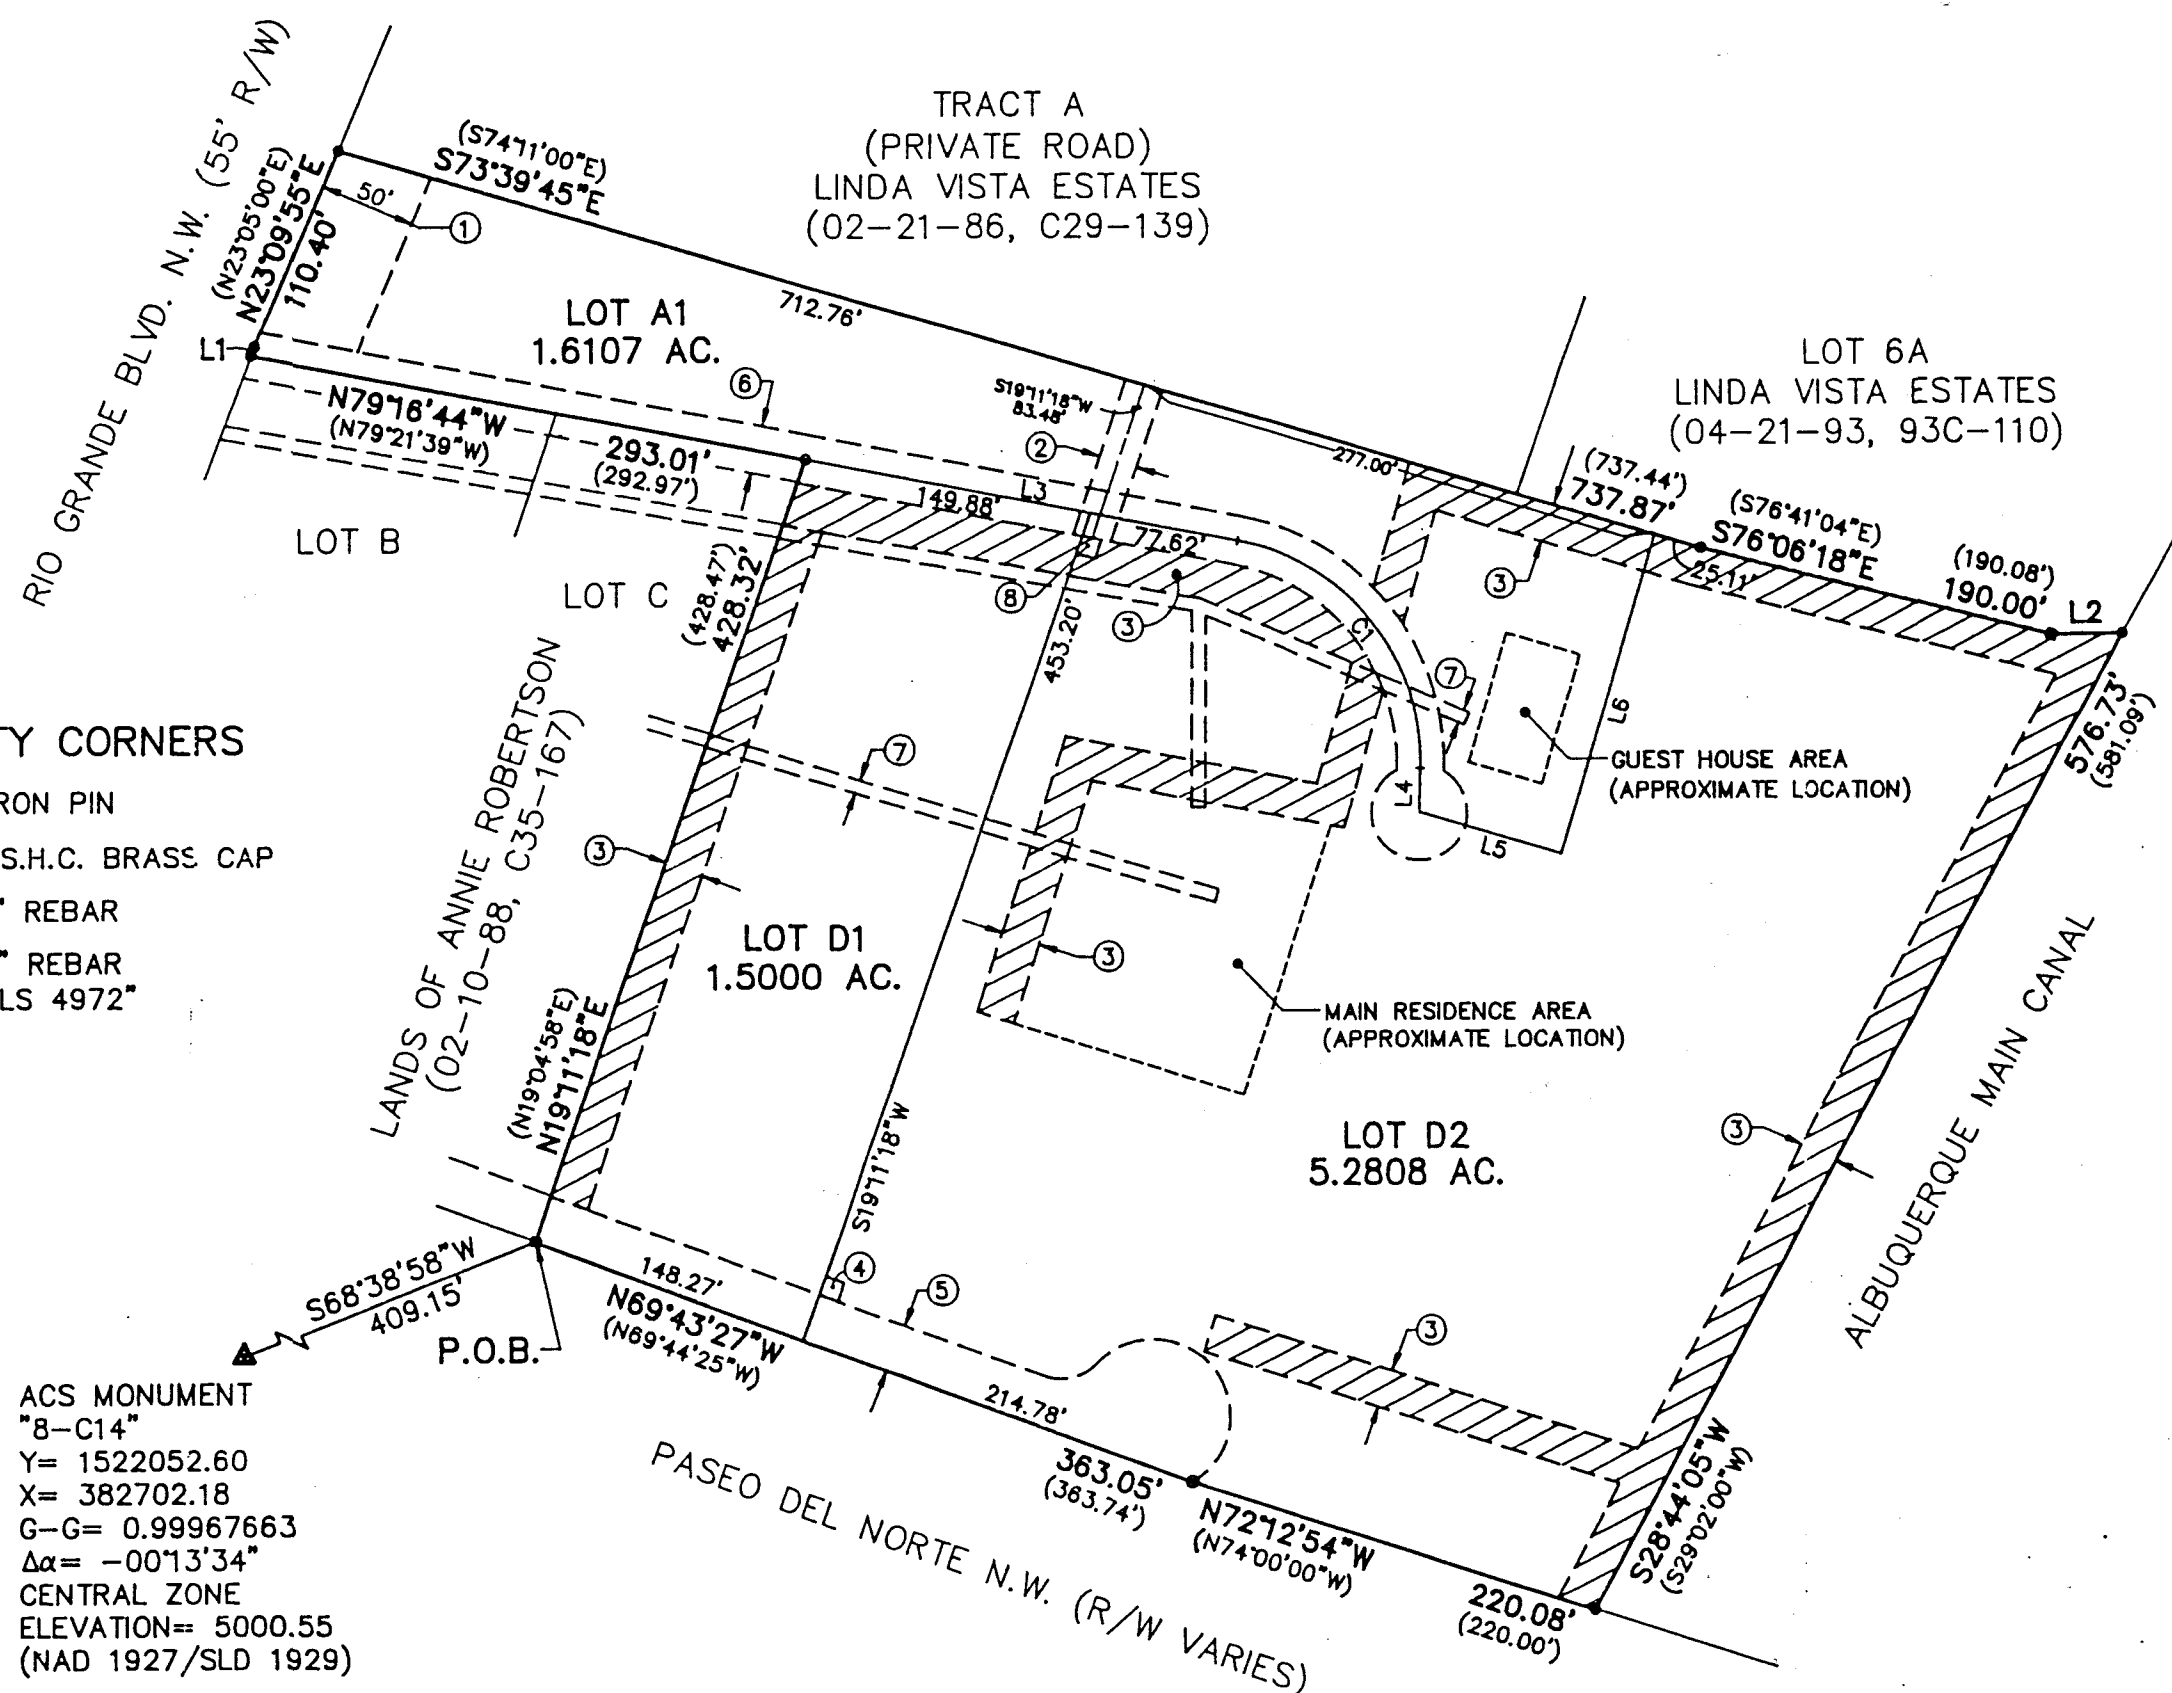 TRACT A
(PRIVATE ROAD)
LINDA VISTA ESTATES
(02-21-86, C29-139)
RIO GRANDE BLVD. N.W. (55' R/W)
(N23°05'00"E)
N23°09'55"E
110.40'
(S74°11'00"E)
S73°39'45"E
50'
1
712.76'
LOT A1
1.6107 AC.
L1
6
N79°16'44"W
(N79°21'39"W)
293.01'
(292.97')
S19°11'18"W
83.48'
2
L3
149.88'
77.62'
277.00'
LOT 6A
LINDA VISTA ESTATES
(04-21-93, 93C-110)
(737.44')
737.87'
(S76°41'04"E)
S76°06'18"E
25.11'
(190.08')
190.00'
L2
LOT B
LOT C
(428.47')
428.32'
8
3
3
C1
453.20'
7
L6
GUEST HOUSE AREA
(APPROXIMATE LOCATION)
L4
L5
576.73'
(581.09')
TY CORNERS
RON PIN
S.H.C. BRASS CAP
" REBAR
" REBAR
LS 4972"
LANDS OF ANNIE ROBERTSON
(02-10-88, C35-167)
7
3
LOT D1
1.5000 AC.
3
MAIN RESIDENCE AREA
(APPROXIMATE LOCATION)
(N19°04'58"E)
N19°11'18"E
S19°11'18"W
LOT D2
5.2808 AC.
3
ALBUQUERQUE MAIN CANAL
S68°38'58"W
409.15'
P.O.B.
148.27'
N69°43'27"W
(N69°44'25"W)
4
5
3
214.78'
363.05'
(363.74')
N72°12'54"W
(N74°00'00"W)
220.08'
(220.00')
S28°44'05"W
(S29°02'00"W)
PASEO DEL NORTE N.W. (R/W VARIES)
ACS MONUMENT
"8-C14"
Y= 1522052.60
X= 382702.18
G-G= 0.99967663
Δα= -00°13'34"
CENTRAL ZONE
ELEVATION= 5000.55
(NAD 1927/SLD 1929)